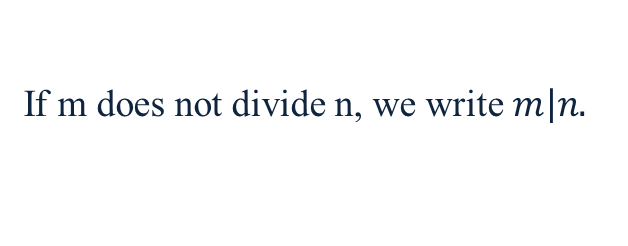 If m does not divide n, we write m|n.